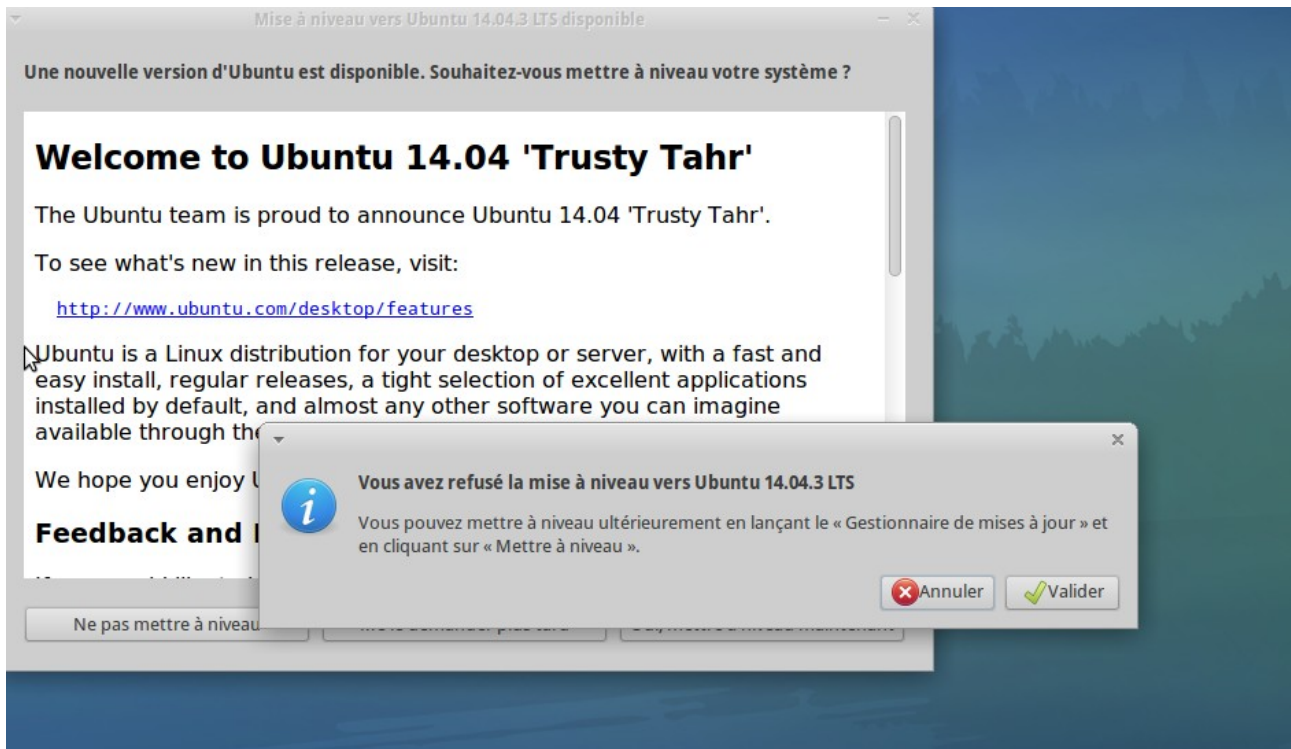 Mise à niveau vers Ubuntu 14.04.3 LTS disponible
Une nouvelle version d'Ubuntu est disponible. Souhaitez-vous mettre à niveau votre système ?
Welcome to Ubuntu 14.04 'Trusty Tahr'
The Ubuntu team is proud to announce Ubuntu 14.04 'Trusty Tahr'.
To see what's new in this release, visit:
http://www.ubuntu.com/desktop/features
Ubuntu is a Linux distribution for your desktop or server, with a fast and
easy install, regular releases, a tight selection of excellent applications
installed by default, and almost any other software you can imagine
available through
We hope you enjoy
Feedback and
Vous avez refusé la mise à niveau vers Ubuntu 14.04.3 LTS
Vous pouvez mettre à niveau ultérieurement en lançant le « Gestionnaire de mises à jour » et
en cliquant sur « Mettre à niveau ».
Annuler
Valider
Ne pas mettre à niveau